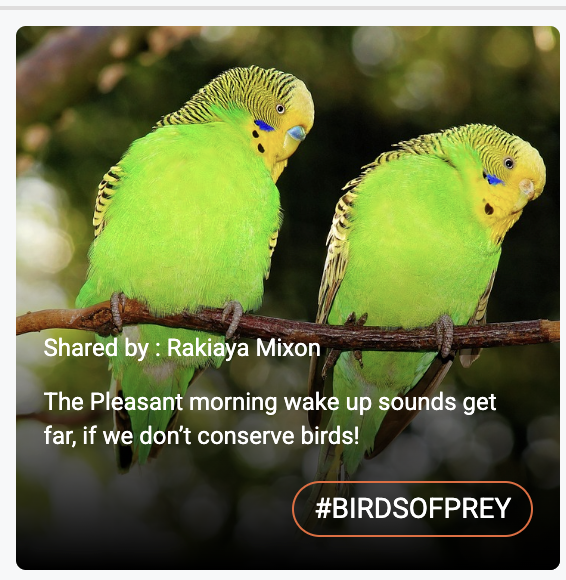 Shared by : Rakiaya Mixon
The Pleasant morning wake up sounds get
far, if we don’t conserve birds!
#BIRDSOFPREY